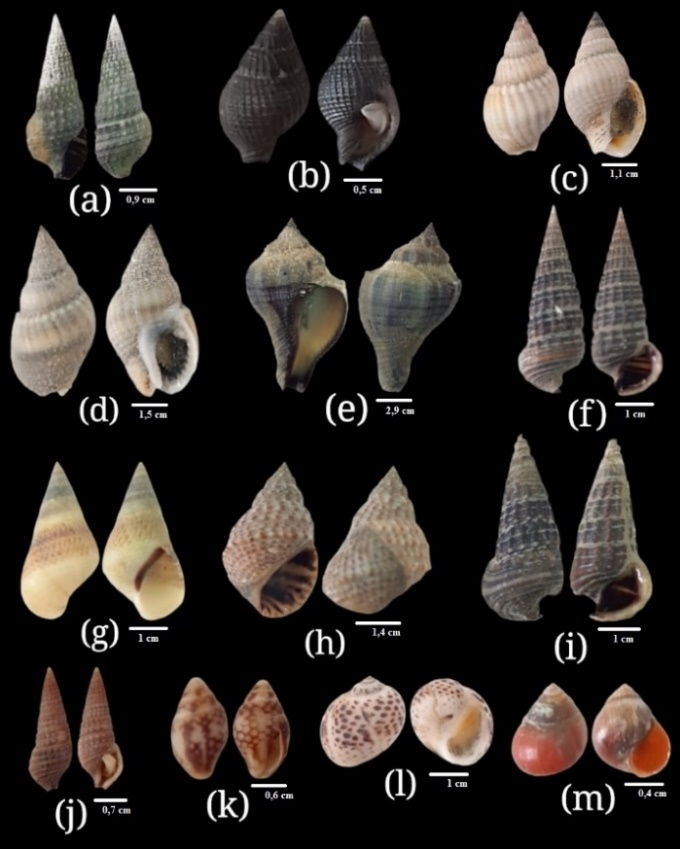 (a)
0,9 cm
(b)
0,5 cm
(c)
1,1 cm
(d)
1,5 cm
(e)
2,9 cm
(f)
1 cm
(g)
1 cm
(h)
1,4 cm
(i)
1 cm
(j)
0,7 cm
(k)
0,6 cm
(l)
1 cm
(m)
0,4 cm